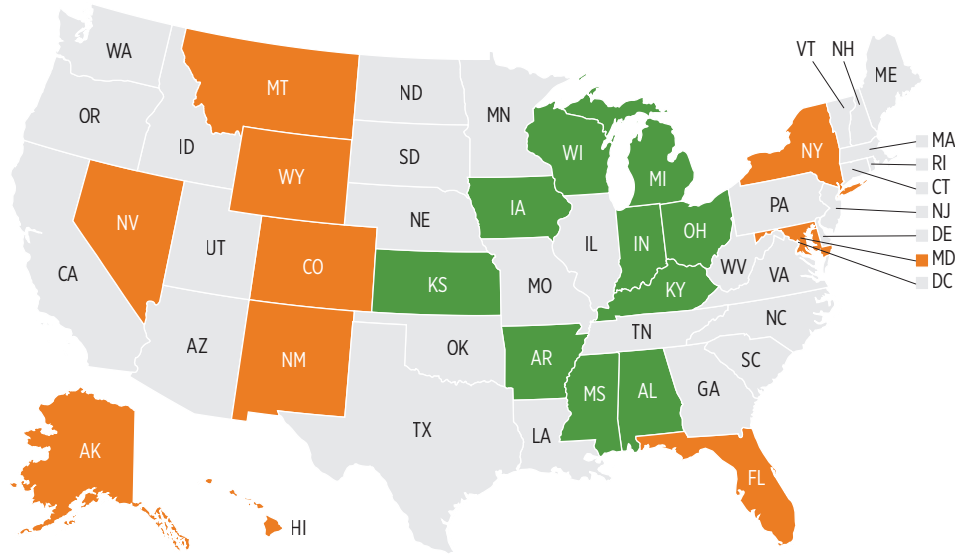 WA
MT
ND
MN
VT
NH
ME
OR
ID
SD
WI
MI
NY
MA
RI
CT
NJ
DE
MD
DC
WY
IA
NE
PA
NV
UT
CO
IL
IN
OH
WV
VA
CA
KS
MO
KY
NC
AZ
NM
OK
AR
TN
SC
MS
AL
GA
TX
LA
AK
FL
HI